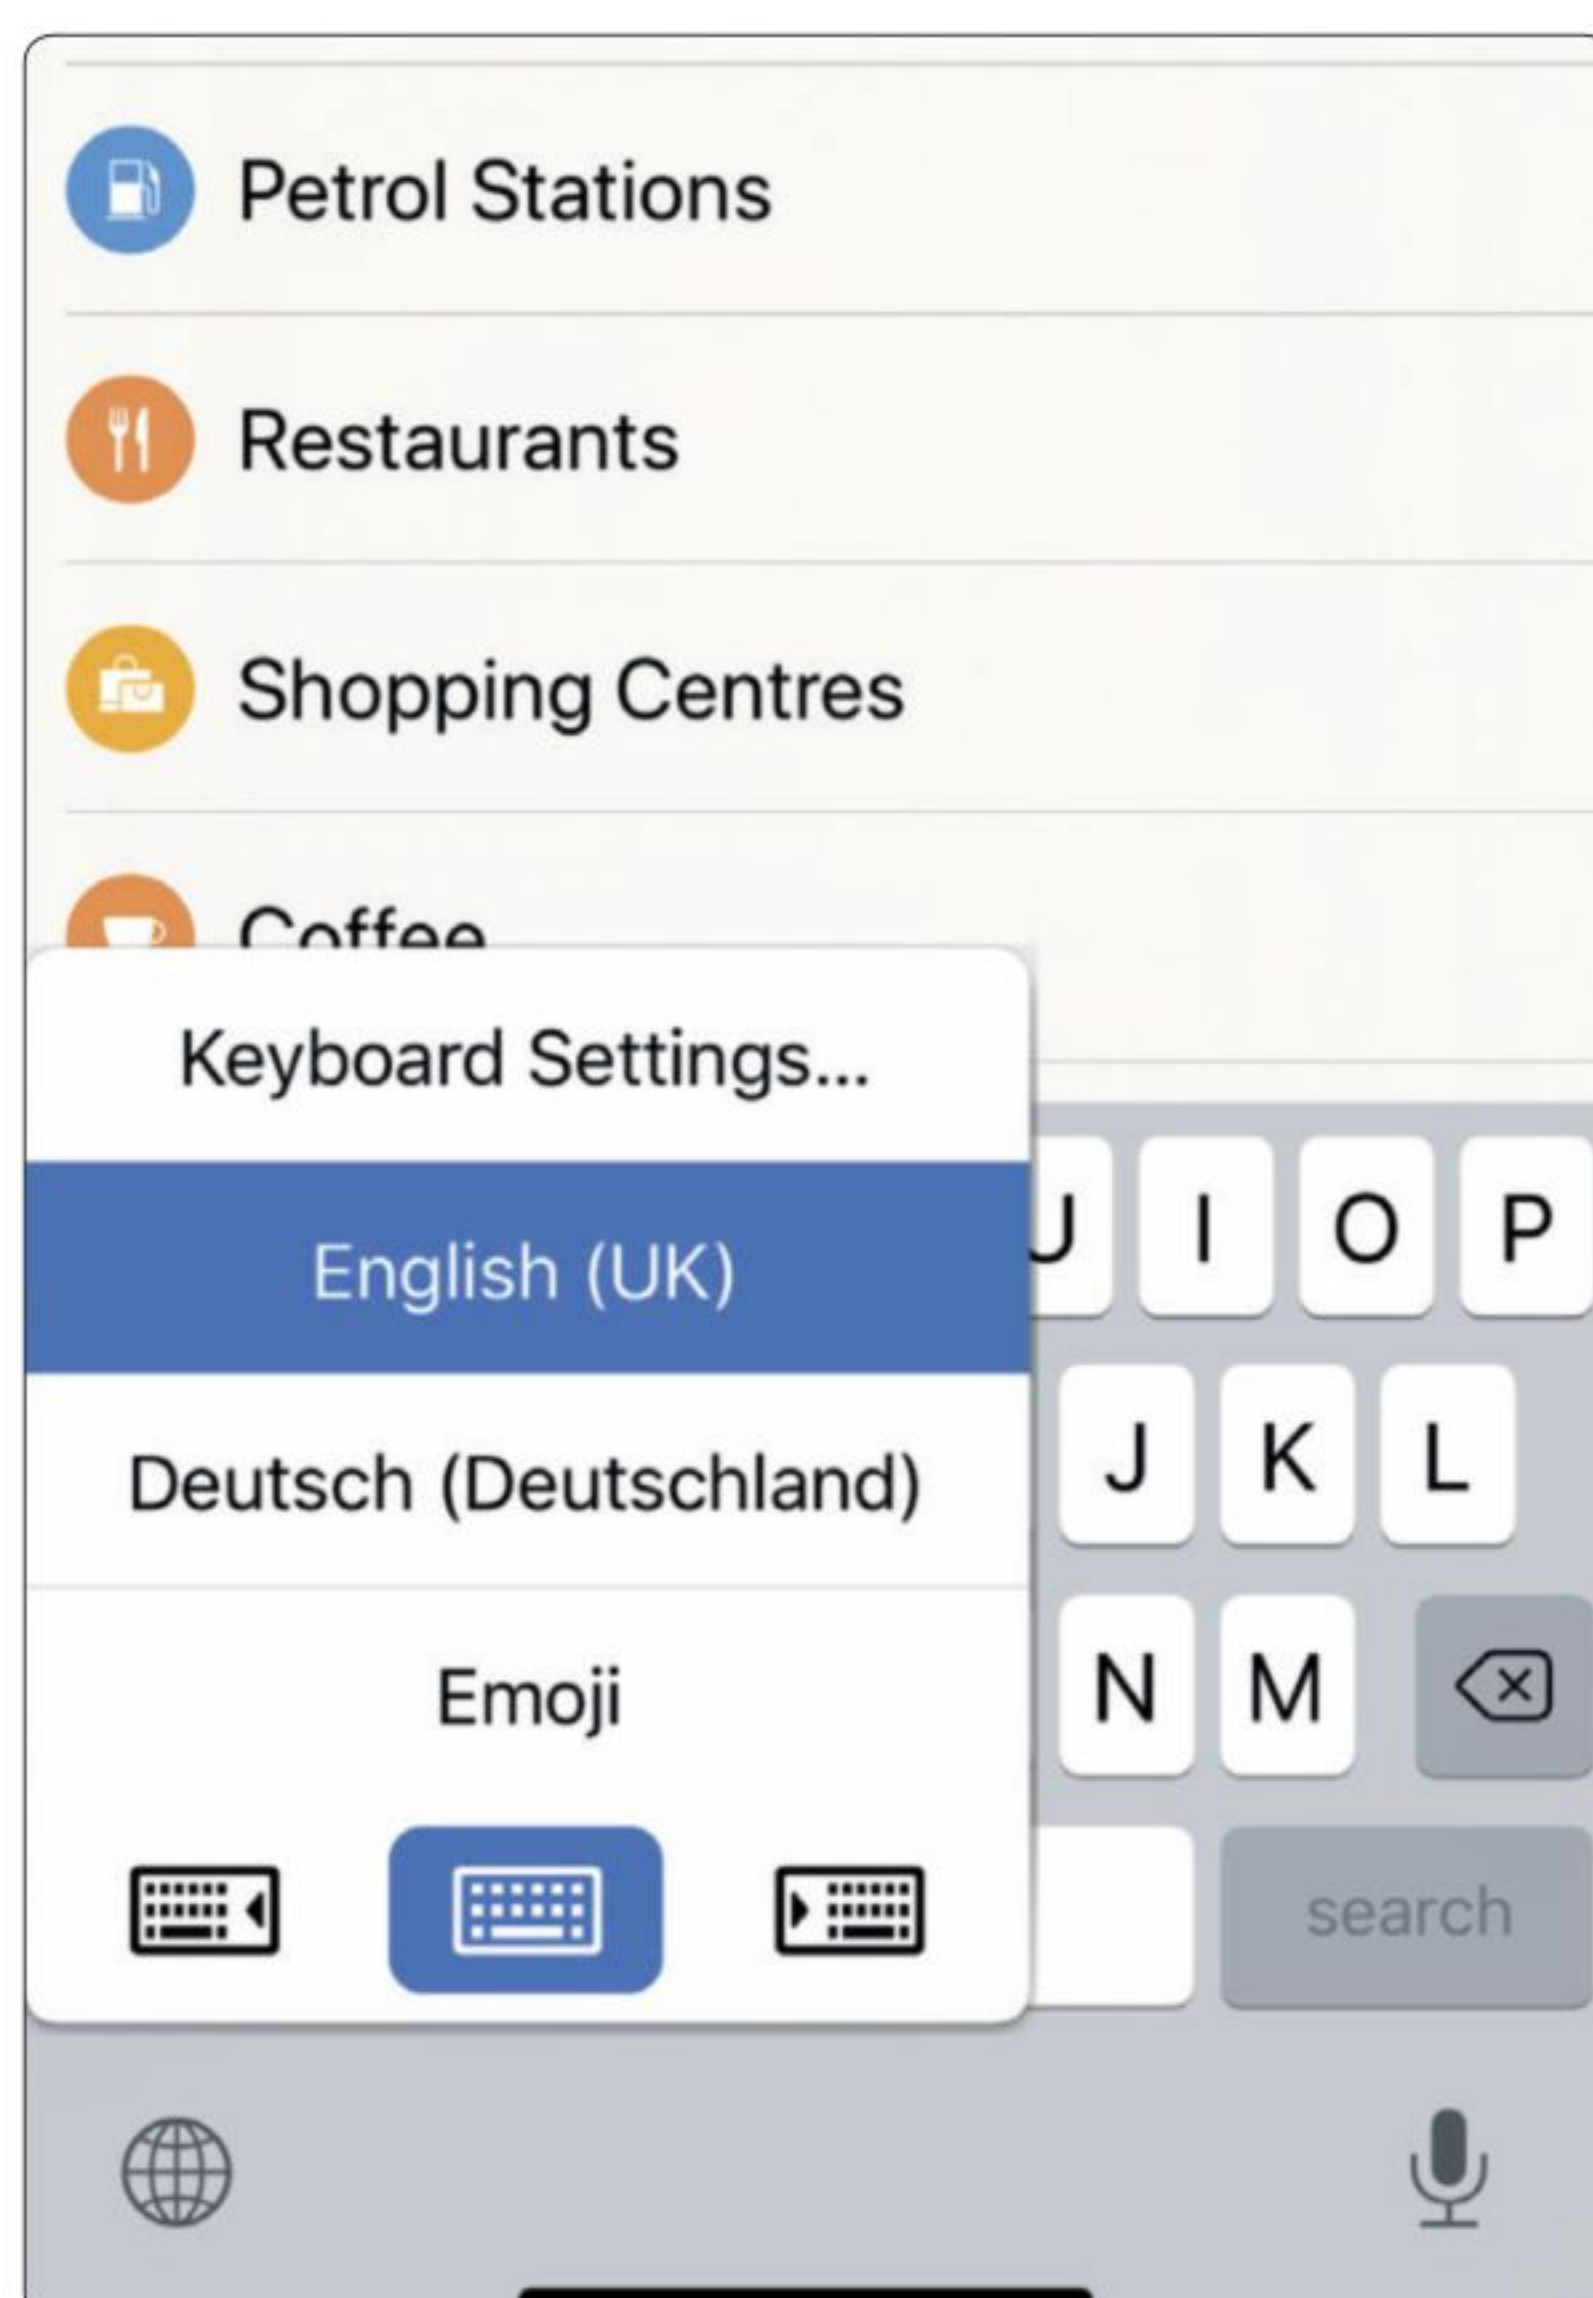 Petrol Stations
Restaurants
Shopping Centres
Coffee
Keyboard Settings...
English (UK)
Deutsch (Deutschland)
Emoji
U I O P
J K L
N M
search